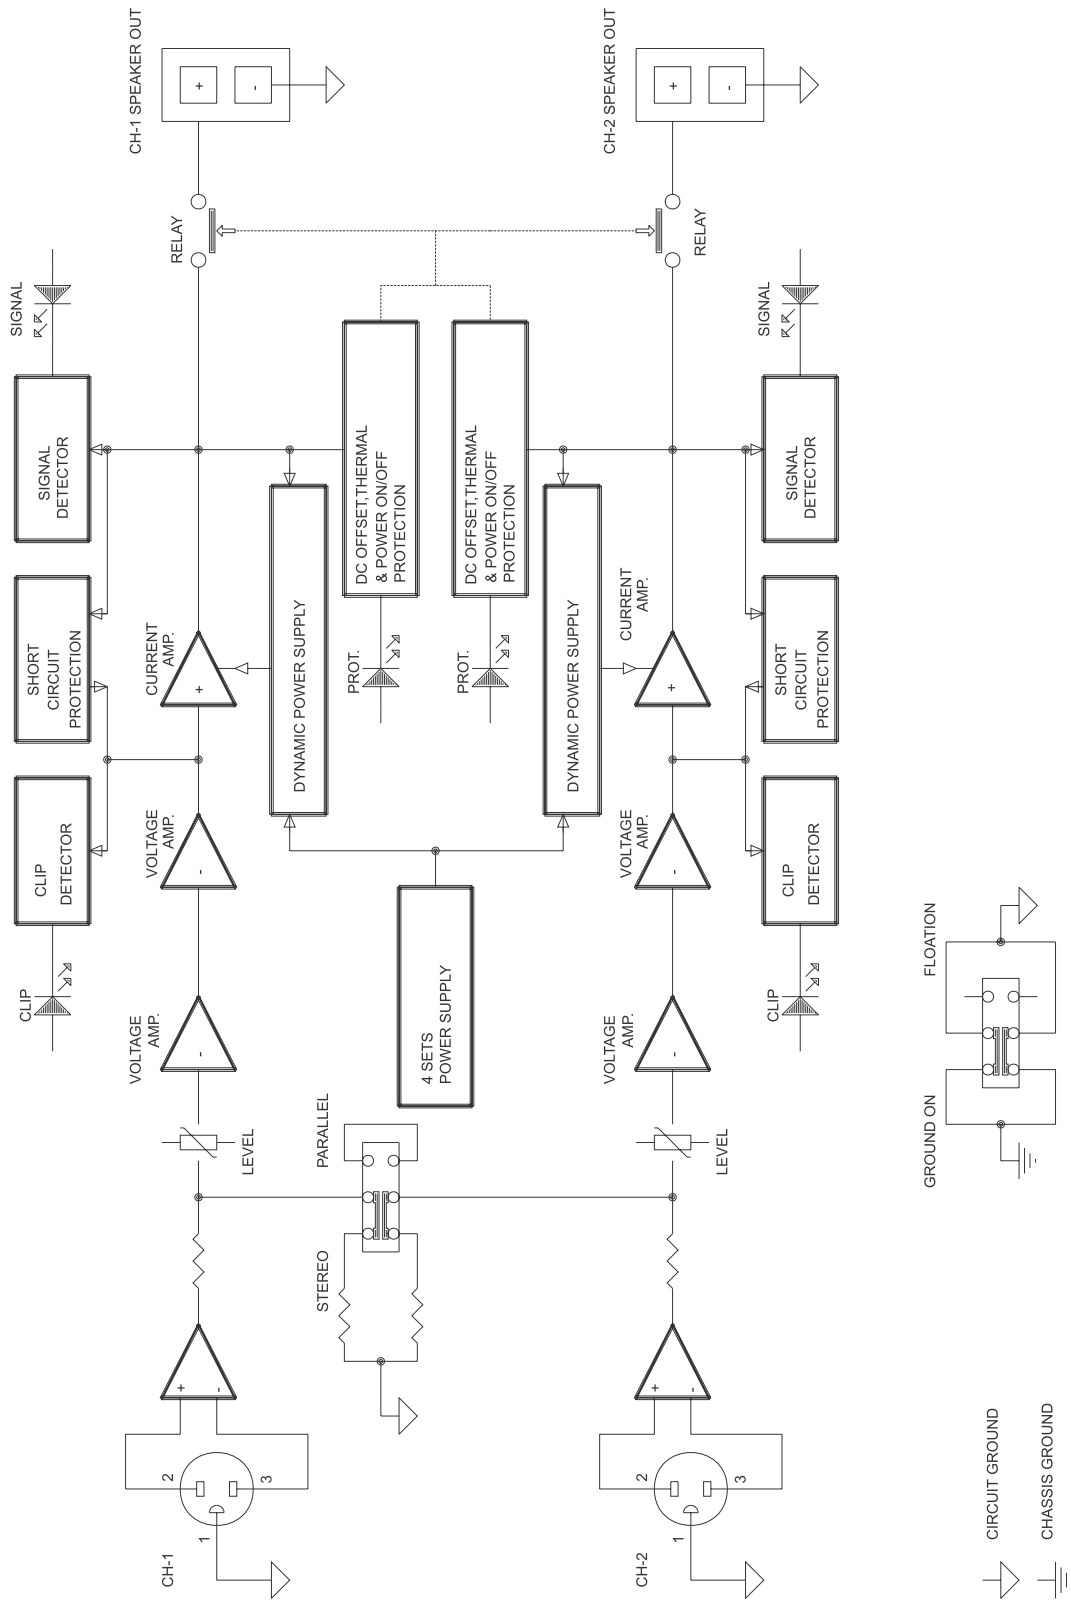 CH-1
1
2
3
+
-
LEVEL
VOLTAGE
AMP.
-
VOLTAGE
AMP.
-
CURRENT
AMP.
+
CLIP
CLIP
DETECTOR
SHORT
CIRCUIT
PROTECTION
SIGNAL
DETECTOR
SIGNAL
RELAY
CH-1 SPEAKER OUT
+
-
STEREO
PARALLEL
4 SETS
POWER SUPPLY
DYNAMIC POWER SUPPLY
PROT.
DC OFFSET,THERMAL
& POWER ON/OFF
PROTECTION
PROT.
DC OFFSET,THERMAL
& POWER ON/OFF
PROTECTION
DYNAMIC POWER SUPPLY
CH-2
1
2
3
+
-
LEVEL
VOLTAGE
AMP.
-
VOLTAGE
AMP.
-
CURRENT
AMP.
+
RELAY
CH-2 SPEAKER OUT
+
-
CLIP
CLIP
DETECTOR
SHORT
CIRCUIT
PROTECTION
SIGNAL
DETECTOR
SIGNAL
GROUND ON
FLOATION
CIRCUIT GROUND
CHASSIS GROUND